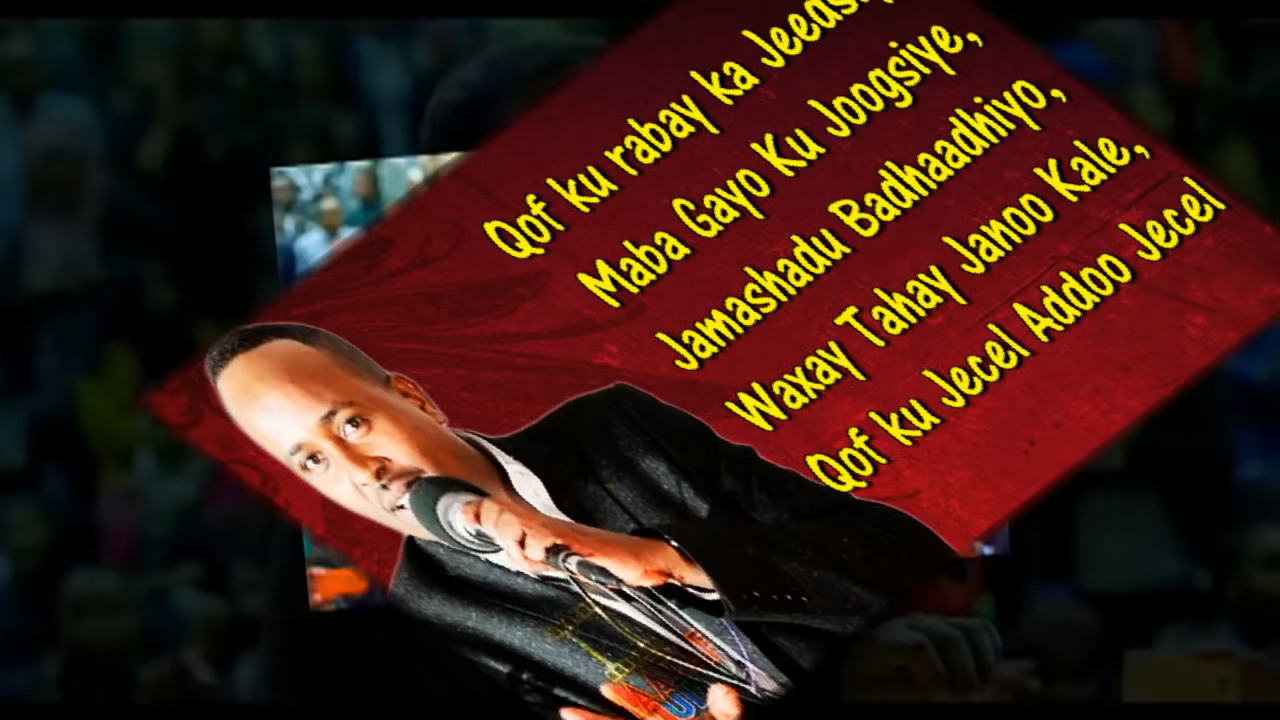 Qof ku rabay ka
Maba Gayo Ku Joogsiye,
Jamashadu Badhaadhiyo,
Waxay Tahay Janoo Kale,
Qof ku Jecel Addoo Jecel